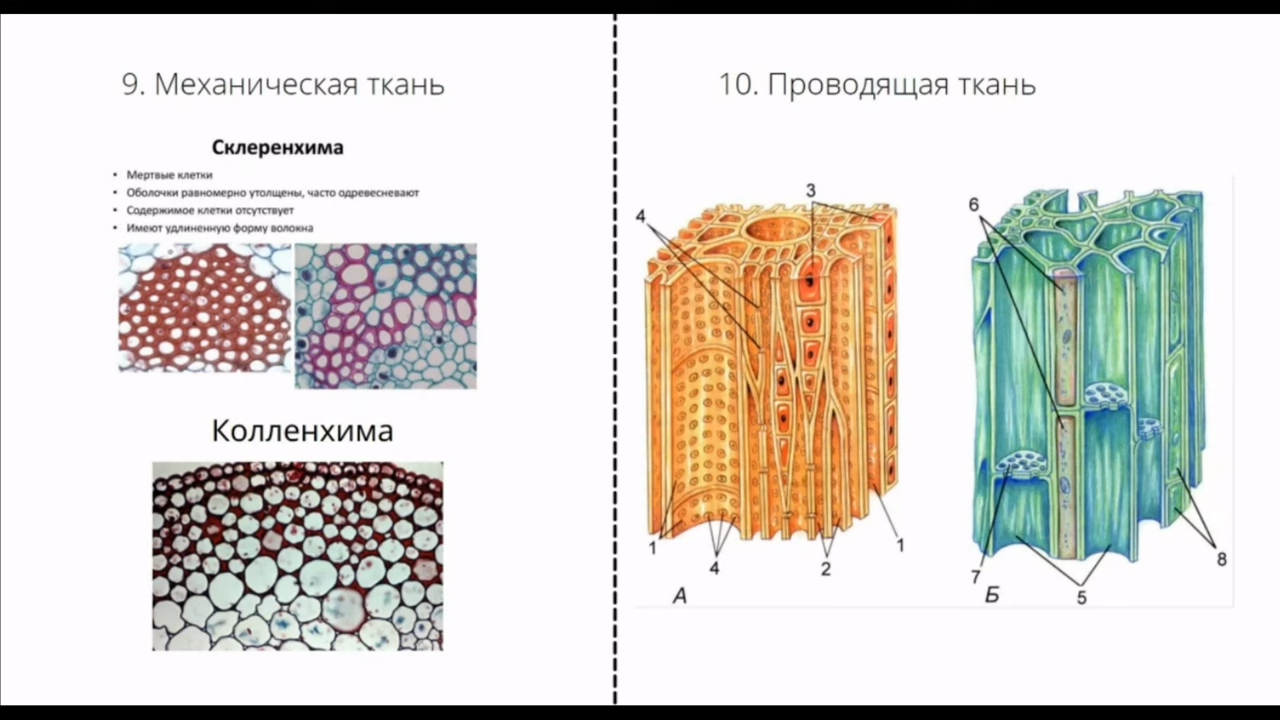 9. Механическая ткань
Склеренхима
• Мертвые клетки
• Оболочки равномерно утолщены, часто одревесневают
• Содержимое клетки отсутствует
• Имеют удлиненную форму волокна
Колленхима
10. Проводящая ткань
3
4
1
4
2
1
А
6
7
5
8
Б